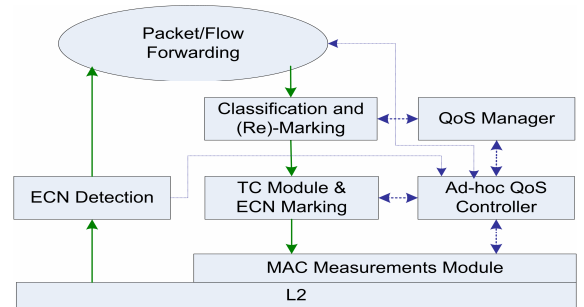 Packet/Flow
Forwarding
Classification and
(Re)-Marking
QoS Manager
ECN Detection
TC Module &
ECN Marking
Ad-hoc QoS
Controller
MAC Measurements Module
L2